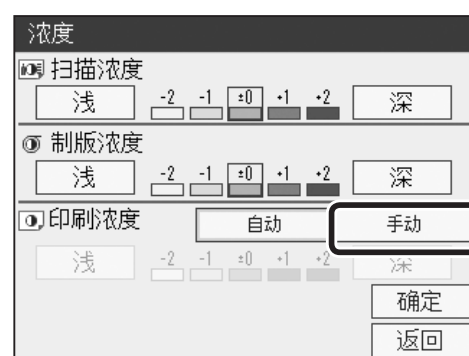 浓度
扫描浓度
浅 -2 -1 ±0 +1 +2 深
制版浓度
浅 -2 -1 ±0 +1 +2 深
印刷浓度 自动 手动
浅 -2 -1 ±0 +1 +2 深
确定
返回